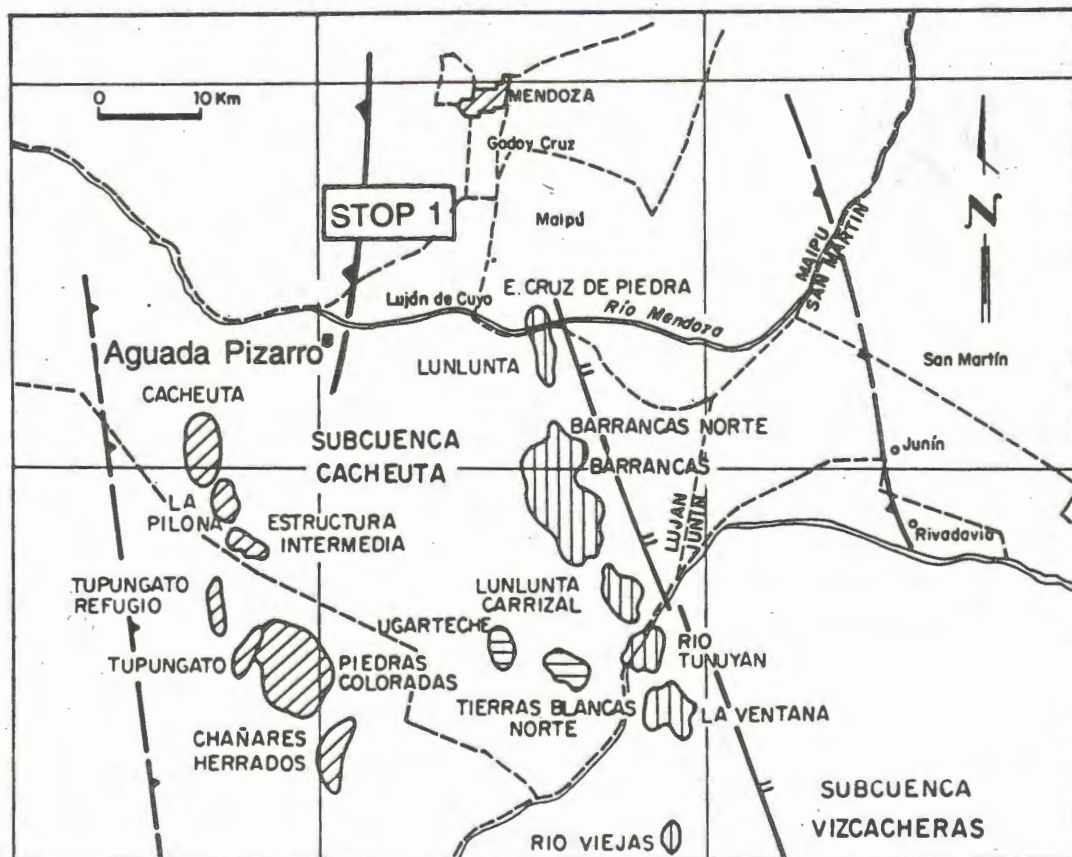 0 10 Km
MENDOZA
Godoy Cruz
STOP 1
Maipú
N
MAIPU
SAN MARTIN
E. CRUZ DE PIEDRA
Luján de Cuyo
Río Mendoza
Aguada Pizarro
LUNLUNTA
San Martín
CACHEUTA
SUBCUENCA
CACHEUTA
BARRANCAS NORTE
BARRANCAS
Junín
LA
PILONA
ESTRUCTURA
INTERMEDIA
LUJAN
JUNIN
Rivadavia
TUPUNGATO
REFUGIO
LUNLUNTA
CARRIZAL
UGARTECHE
RIO
TUNUYAN
TUPUNGATO
PIEDRAS
COLORADAS
TIERRAS BLANCAS
NORTE
LA VENTANA
CHAÑARES
HERRADOS
SUBCUENCA
VIZCACHERAS
RIO VIEJAS